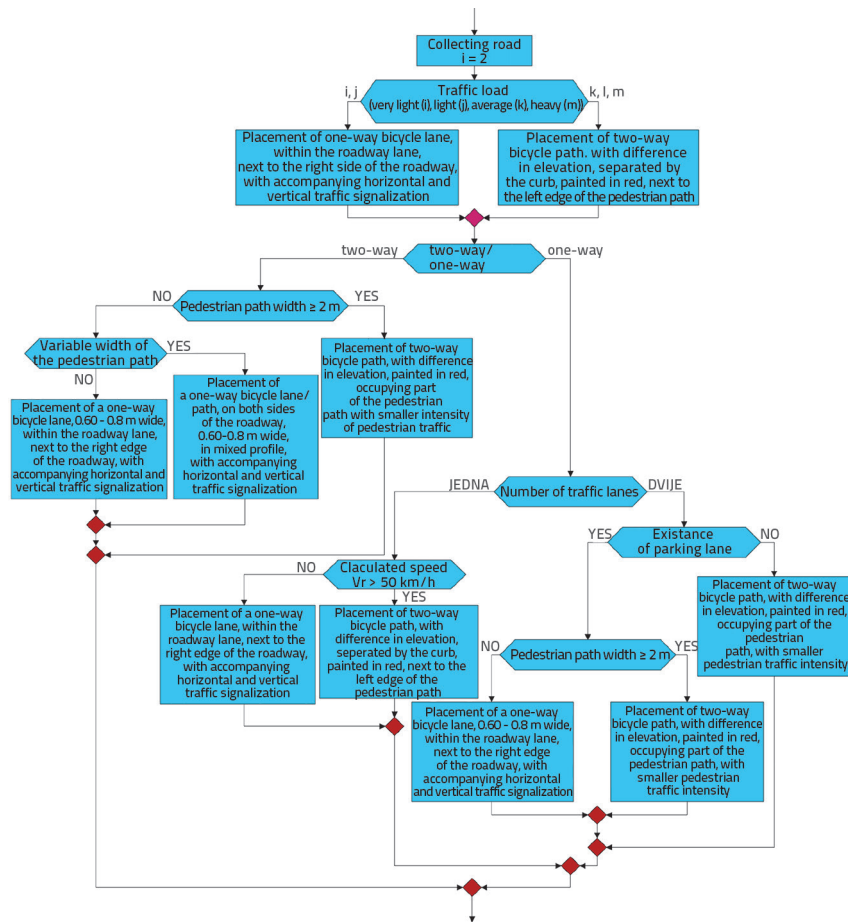 Collecting road
i = 2
i, j
Traffic load
(very light (i), light (j), average (k), heavy (m))
k, l, m
Placement of one-way bicycle lane,
within the roadway lane,
next to the right side of the roadway,
with accompanying horizontal and
vertical traffic signalization
Placement of two-way
bicycle path. with difference
in elevation, separated by
the curb, painted in red, next to
the left edge of the pedestrian path
two-way
two-way/
one-way
one-way
NO
Pedestrian path width ≥ 2 m
YES
Variable width of
the pedestrian path
YES
NO
Placement of a one-way
bicycle lane, 0.60 - 0.8 m wide,
within the roadway lane,
next to the right edge
of the roadway, with
accompanying horizontal and
vertical traffic signalization
Placement of
a one-way bicycle lane/
path, on both sides
of the roadway,
0.60-0.8 m wide,
in mixed profile,
with accompanying
horizontal and vertical
traffic signalization
Placement of two-way
bicycle path, with difference
in elevation, painted in red,
occupying part
of the pedestrian
path with smaller intensity
of pedestrian traffic
JEDNA
Number of traffic lanes
DVIJE
NO
Claculated speed
Vr > 50 km/h
YES
YES
Existance
of parking lane
NO
Placement of a one-way
bicycle lane, within the
roadway lane, next to the
right edge of the roadway,
with accompanying
horizontal and vertical
traffic signalization
Placement of two-way
bicycle path, with
difference in elevation,
seperated by the curb,
painted in red, next to the
left edge of the
pedestrian path
Placement of two-way
bicycle path, with difference
in elevation, painted in red,
occupying part of the
pedestrian
path, with smaller
pedestrian traffic intensity
NO
Pedestrian path width ≥ 2 m
YES
Placement of a one-way
bicycle lane, 0.60 - 0.8 m wide,
within the roadway lane,
next to the right edge
of the roadway, with
accompanying horizontal
and vertical traffic signalization
Placement of two-way
bicycle path, with difference
in elevation, painted in red,
occupying part of the
pedestrian path, with
smaller pedestrian
traffic intensity